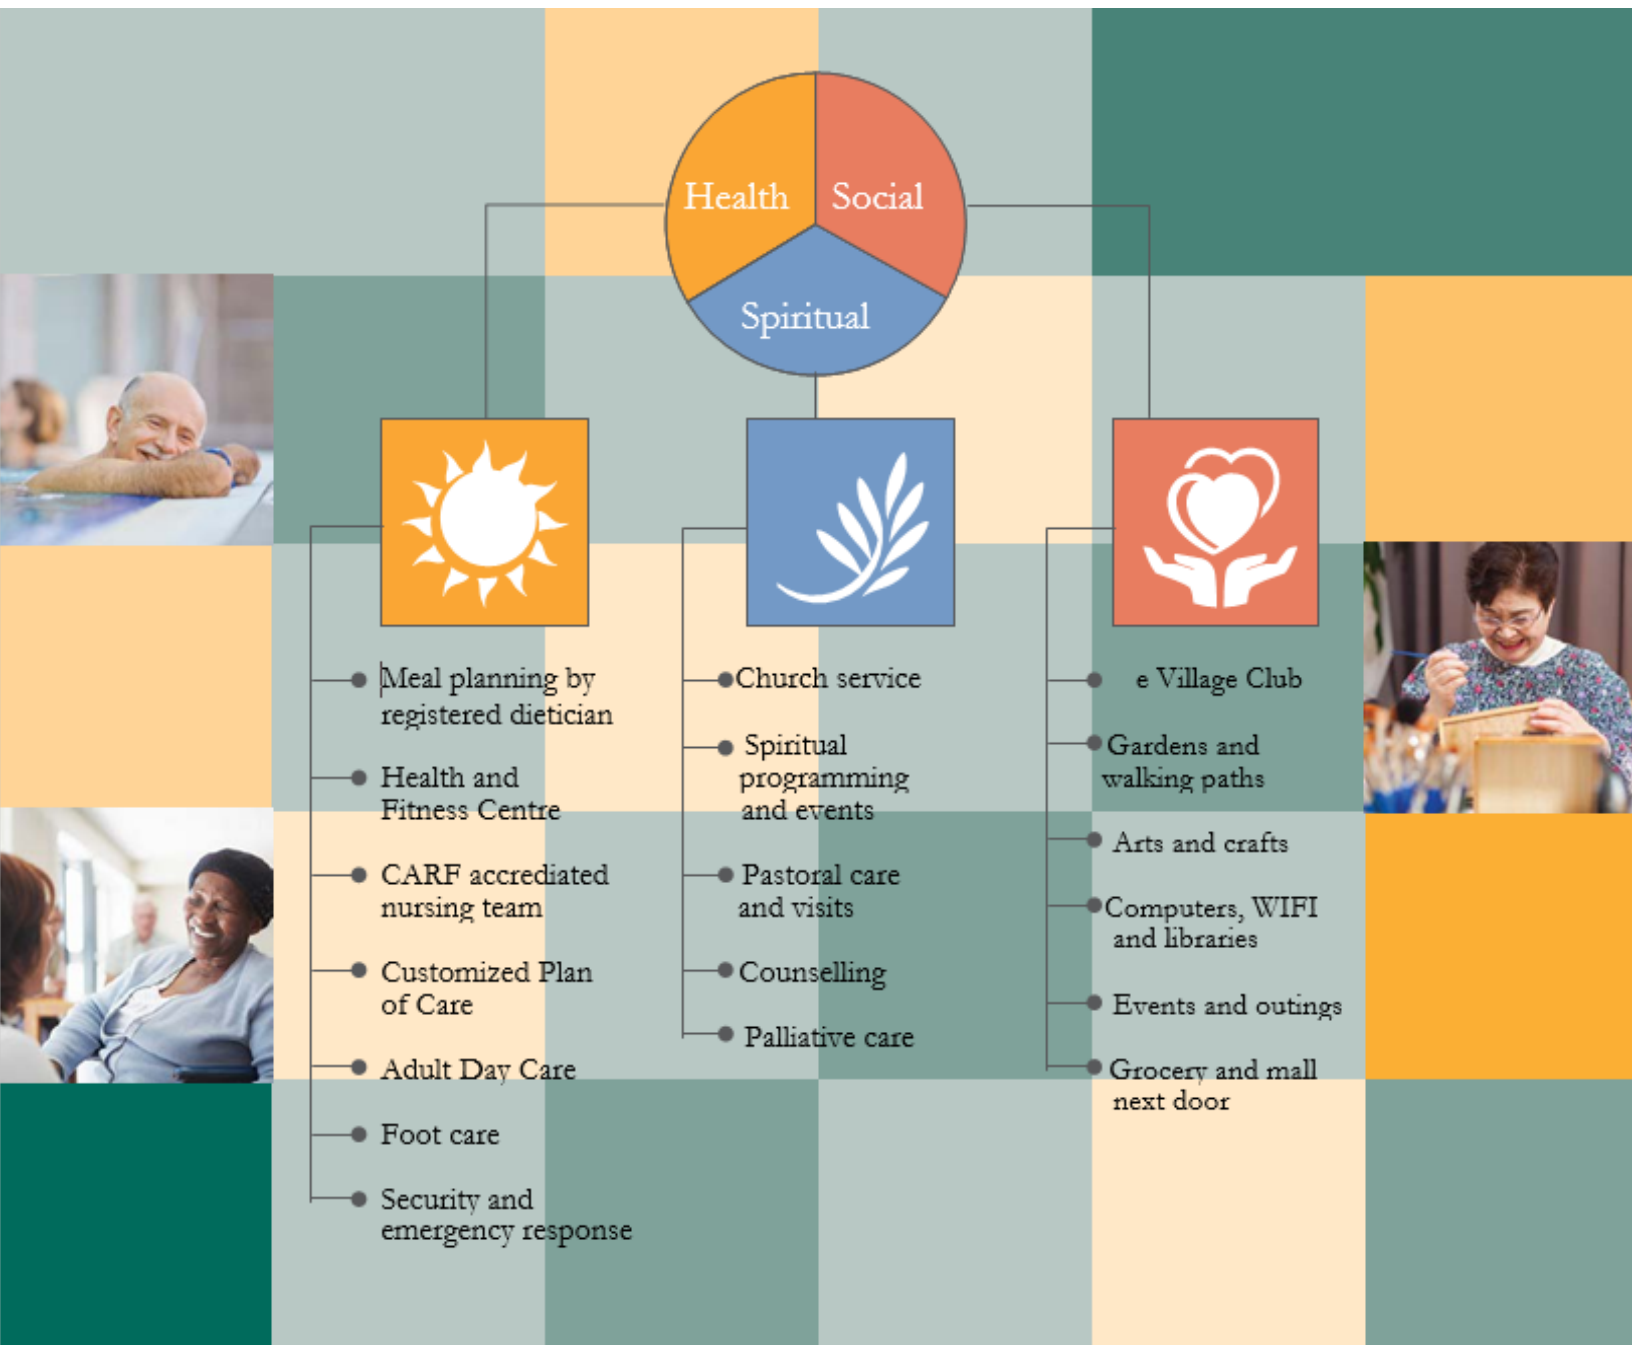 Health
Social
Spiritual
Meal planning by
registered dietician
Health and
Fitness Centre
CARF accrediated
nursing team
Customized Plan
of Care
Adult Day Care
Foot care
Security and
emergency response
Church service
Spiritual
programming
and events
Pastoral care
and visits
Counselling
Palliative care
e Village Club
Gardens and
walking paths
Arts and crafts
Computers, WIFI
and libraries
Events and outings
Grocery and mall
next door